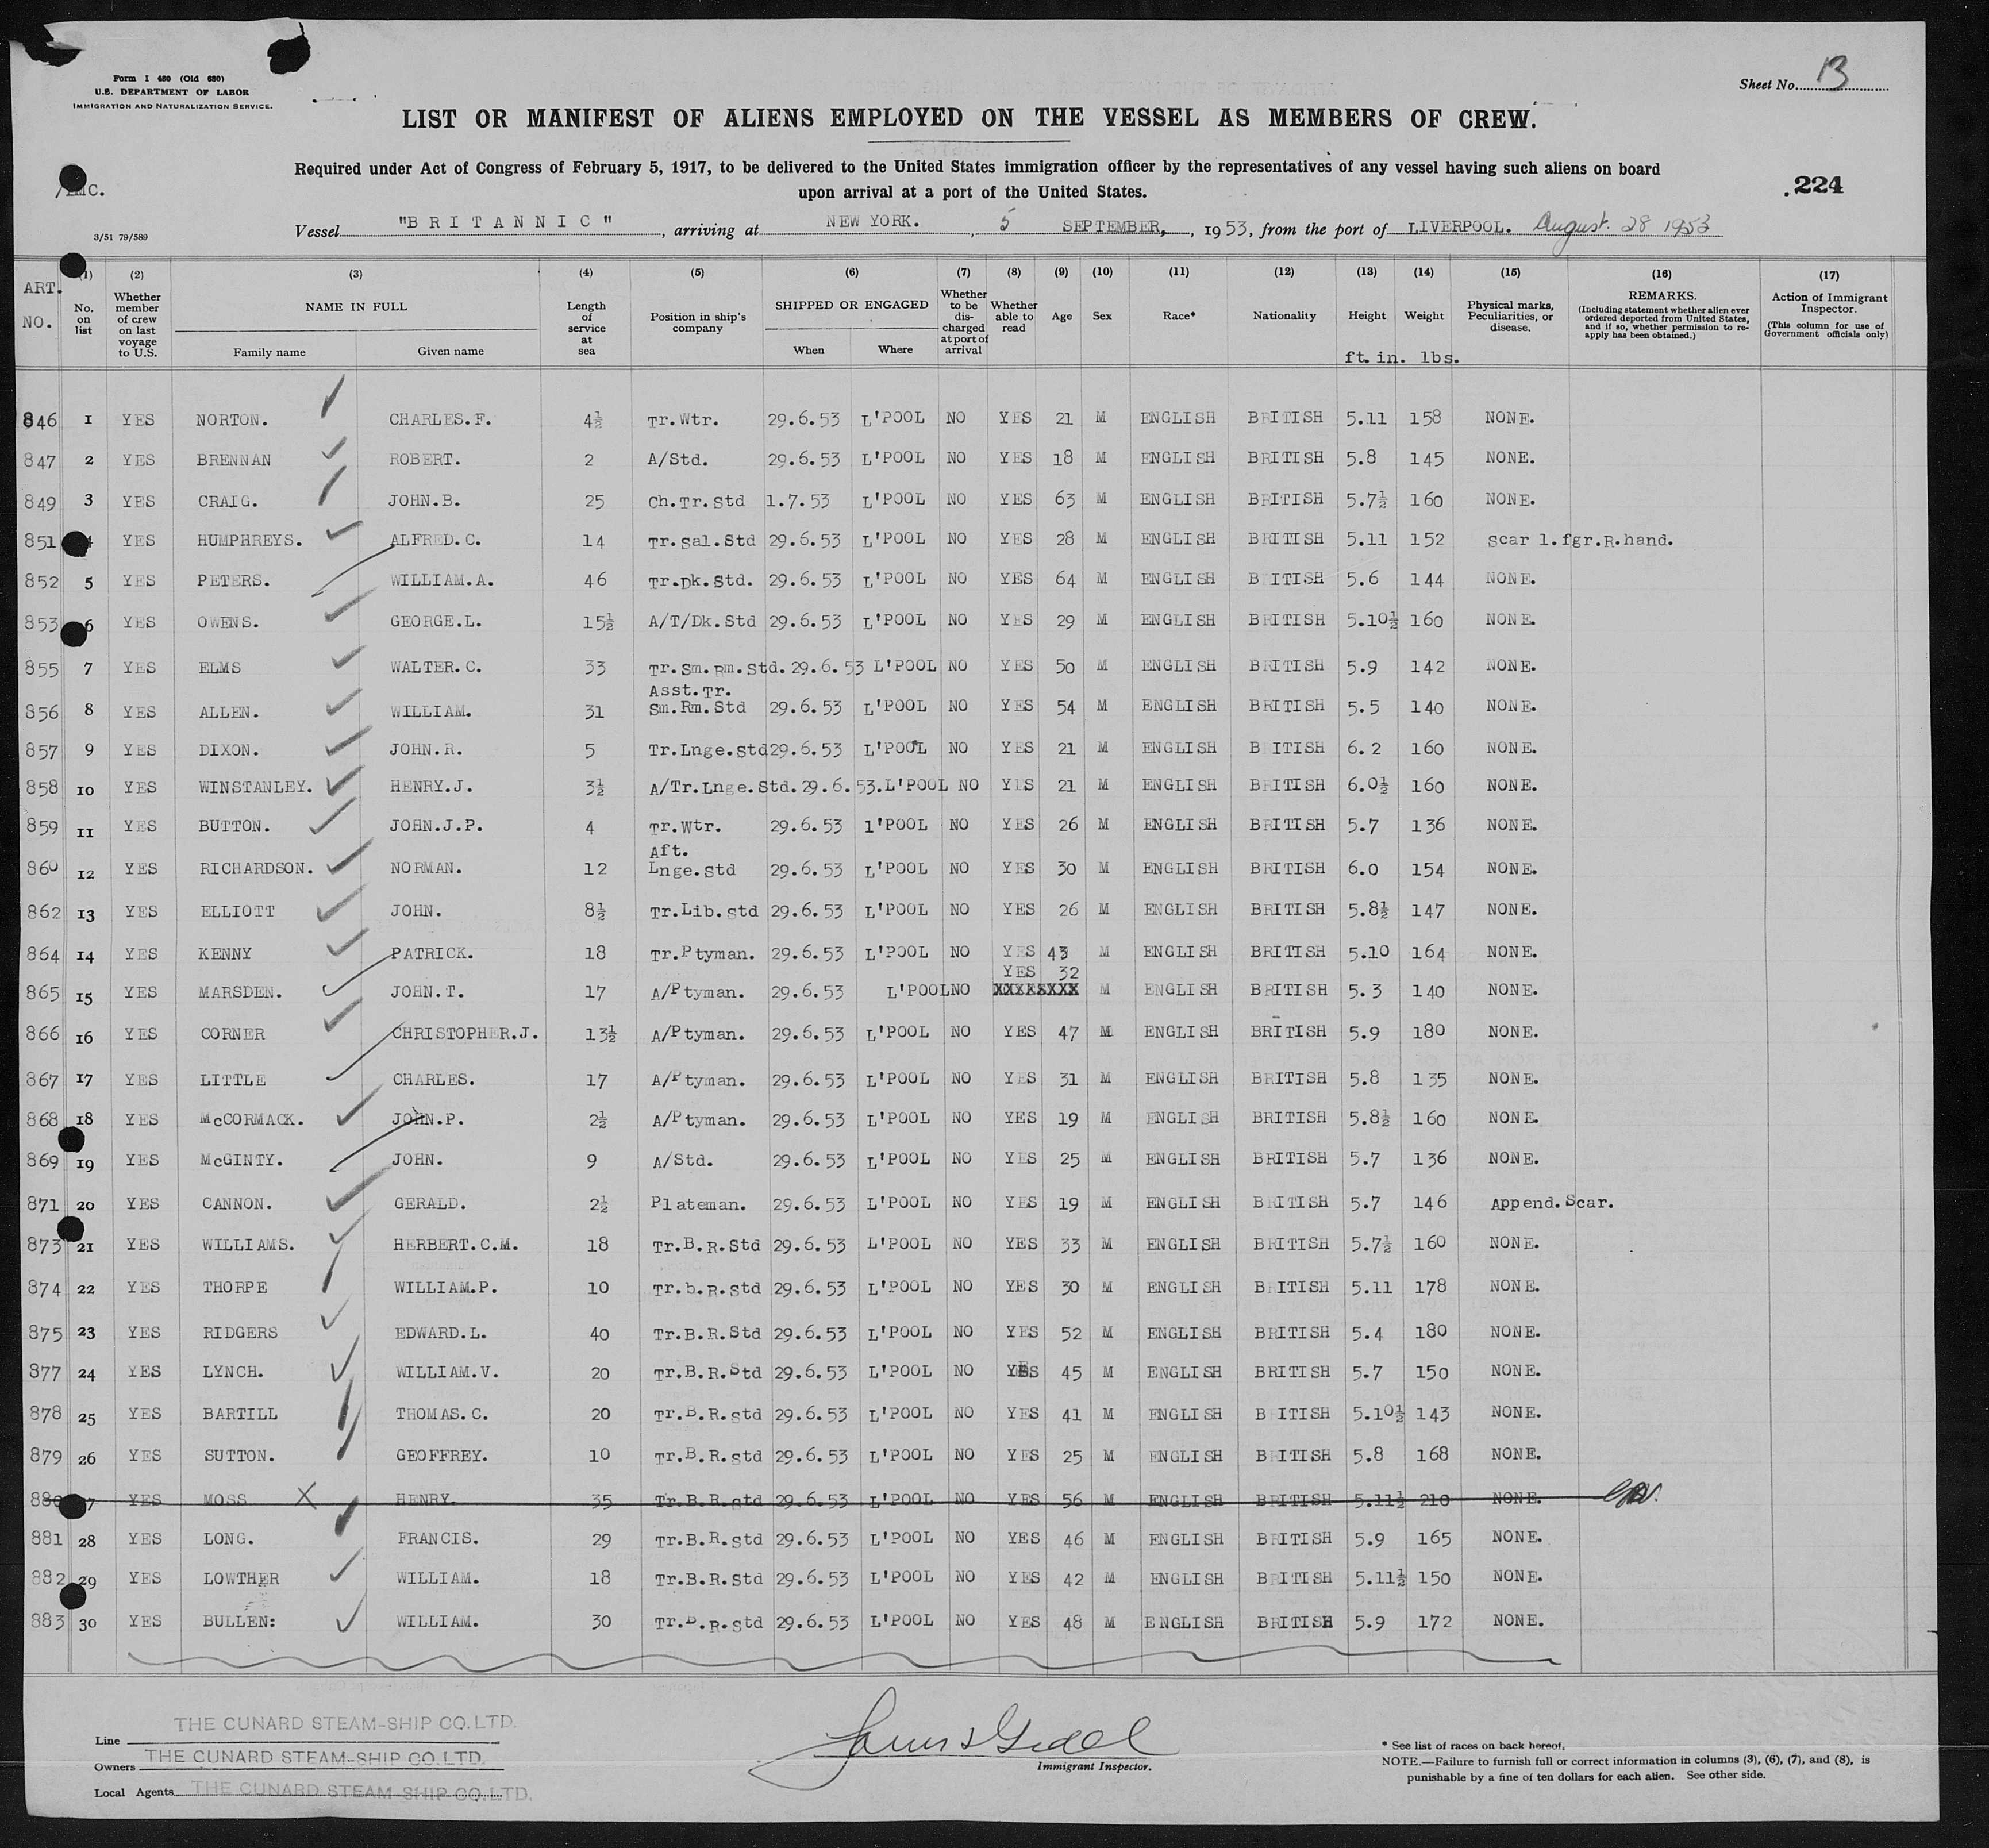 Form I 480 (Old 680)
U.S. DEPARTMENT OF LABOR
IMMIGRATION AND NATURALIZATION SERVICE.
Sheet No. 13
LIST OR MANIFEST OF ALIENS EMPLOYED ON THE VESSEL AS MEMBERS OF CREW.
Required under Act of Congress of February 5, 1917, to be delivered to the United States immigration officer by the representatives of any vessel having such aliens on board
upon arrival at a port of the United States.
.224
3/51 79/589
Vessel "BRITANNIC", arriving at NEW YORK., 5 SEPTEMBER, 1953, from the port of LIVERPOOL. August. 28 1953
ART. NO. (1) No. on list (2) Whether member of crew on last voyage to U.S. (3) NAME IN FULL Family name Given name (4) Length of service at sea (5) Position in ship's company (6) SHIPPED OR ENGAGED When Where (7) Whether to be discharged at port of arrival (8) Whether able to read (9) Age (10) Sex (11) Race* (12) Nationality (13) Height (14) Weight (15) Physical marks, Peculiarities, or disease. (16) REMARKS. (Including statement whether alien ever ordered deported from United States, and if so, whether permission to re-apply has been obtained.) (17) Action of Immigrant Inspector. (This column for use of Government officials only)
ft. in. lbs.
846 1 YES NORTON. CHARLES.F. 4½ Tr.Wtr. 29.6.53 L'POOL NO YES 21 M ENGLISH BRITISH 5.11 158 NONE.
847 2 YES BRENNAN ROBERT. 2 A/Std. 29.6.53 L'POOL NO YES 18 M ENGLISH BRITISH 5.8 145 NONE.
849 3 YES CRAIG. JOHN.B. 25 Ch.Tr.Std 1.7.53 L'POOL NO YES 63 M ENGLISH BRITISH 5.7½ 160 NONE.
851 4 YES HUMPHREYS. ALFRED.C. 14 Tr.Sal.Std 29.6.53 L'POOL NO YES 28 M ENGLISH BRITISH 5.11 152 Scar l.fgr.R.hand.
852 5 YES PETERS. WILLIAM.A. 46 Tr.Dk.Std. 29.6.53 L'POOL NO YES 64 M ENGLISH BRITISH 5.6 144 NONE.
853 6 YES OWENS. GEORGE.L. 15½ A/T/Dk.Std 29.6.53 L'POOL NO YES 29 M ENGLISH BRITISH 5.10½ 160 NONE.
855 7 YES ELMS WALTER.C. 33 Tr.Sm.Rm.Std. 29.6.53 L'POOL NO YES 50 M ENGLISH BRITISH 5.9 142 NONE.
856 8 YES ALLEN. WILLIAM. 31 Asst.Tr. Sm.Rm.Std 29.6.53 L'POOL NO YES 54 M ENGLISH BRITISH 5.5 140 NONE.
857 9 YES DIXON. JOHN.R. 5 Tr.Lnge.std 29.6.53 L'POOL NO YES 21 M ENGLISH B ITISH 6.2 160 NONE.
858 10 YES WINSTANLEY. HENRY.J. 3½ A/Tr.Lnge.Std. 29.6.53. L'POOL NO YES 21 M ENGLISH BRITISH 6.0½ 160 NONE.
859 11 YES BUTTON. JOHN.J.P. 4 Tr.Wtr. 29.6.53 l'POOL NO YES 26 M ENGLISH BRITISH 5.7 136 NONE.
860 12 YES RICHARDSON. NORMAN. 12 Aft. Lnge.std 29.6.53 L'POOL NO YES 30 M ENGLISH BRITISH 6.0 154 NONE.
862 13 YES ELLIOTT JOHN. 8½ Tr.Lib.std 29.6.53 L'POOL NO YES 26 M ENGLISH BRITISH 5.8½ 147 NONE.
864 14 YES KENNY PATRICK. 18 Tr.Ptyman. 29.6.53 L'POOL NO YES 43 M ENGLISH BRITISH 5.10 164 NONE.
865 15 YES MARSDEN. JOHN.T. 17 A/Ptyman. 29.6.53 L'POOL NO YES 32 XXXXSXXX M ENGLISH BRITISH 5.3 140 NONE.
866 16 YES CORNER CHRISTOPHER.J. 13½ A/Ptyman. 29.6.53 L'POOL NO YES 47 M ENGLISH BRITISH 5.9 180 NONE.
867 17 YES LITTLE CHARLES. 17 A/Ptyman. 29.6.53 L'POOL NO YES 31 M ENGLISH BRITISH 5.8 135 NONE.
868 18 YES McCORMACK. JOHN.P. 2½ A/Ptyman. 29.6.53 L'POOL NO YES 19 M ENGLISH BRITISH 5.8½ 160 NONE.
869 19 YES McGINTY. JOHN. 9 A/Std. 29.6.53 L'POOL NO YES 25 M ENGLISH BRITISH 5.7 136 NONE.
871 20 YES CANNON. GERALD. 2½ Plateman. 29.6.53 L'POOL NO YES 19 M ENGLISH BRITISH 5.7 146 Append.Scar.
873 21 YES WILLIAMS. HERBERT.C.M. 18 Tr.B.R.Std 29.6.53 L'POOL NO YES 33 M ENGLISH BRITISH 5.7½ 160 NONE.
874 22 YES THORPE WILLIAM.P. 10 Tr.b.R.std 29.6.53 L'POOL NO YES 30 M ENGLISH BRITISH 5.11 178 NONE.
875 23 YES RIDGERS EDWARD.L. 40 Tr.B.R.Std 29.6.53 L'POOL NO YES 52 M ENGLISH BRITISH 5.4 180 NONE.
877 24 YES LYNCH. WILLIAM.V. 20 Tr.B.R.Std 29.6.53 L'POOL NO YES 45 M ENGLISH BRITISH 5.7 150 NONE.
878 25 YES BARTILL THOMAS.C. 20 Tr.B.R.std 29.6.53 L'POOL NO YES 41 M ENGLISH B ITISH 5.10½ 143 NONE.
879 26 YES SUTTON. GEOFFREY. 10 Tr.B.R.std 29.6.53 L'POOL NO YES 25 M ENGLISH BRITISH 5.8 168 NONE.
880 27 YES MOSS X HENRY. 35 Tr.B.R.std 29.6.53 L'POOL NO YES 56 M ENGLISH BRITISH 5.11½ 210 NONE.
881 28 YES LONG. FRANCIS. 29 Tr.B.R.std 29.6.53 L'POOL NO YES 46 M ENGLISH BRITISH 5.9 165 NONE.
882 29 YES LOWTHER WILLIAM. 18 Tr.B.R.Std 29.6.53 L'POOL NO YES 42 M ENGLISH BRITISH 5.11½ 150 NONE.
883 30 YES BULLEN: WILLIAM. 30 Tr.B.R.std 29.6.53 L'POOL NO YES 48 M ENGLISH BRITISH 5.9 172 NONE.
Line THE CUNARD STEAM-SHIP CO.LTD.
Owners THE CUNARD STEAM-SHIP CO.LTD.
Local Agents THE CUNARD STEAM-SHIP CO.LTD.
Immigrant Inspector.
* See list of races on back hereof.
NOTE.—Failure to furnish full or correct information in columns (3), (6), (7), and (8), is
punishable by a fine of ten dollars for each alien. See other side.